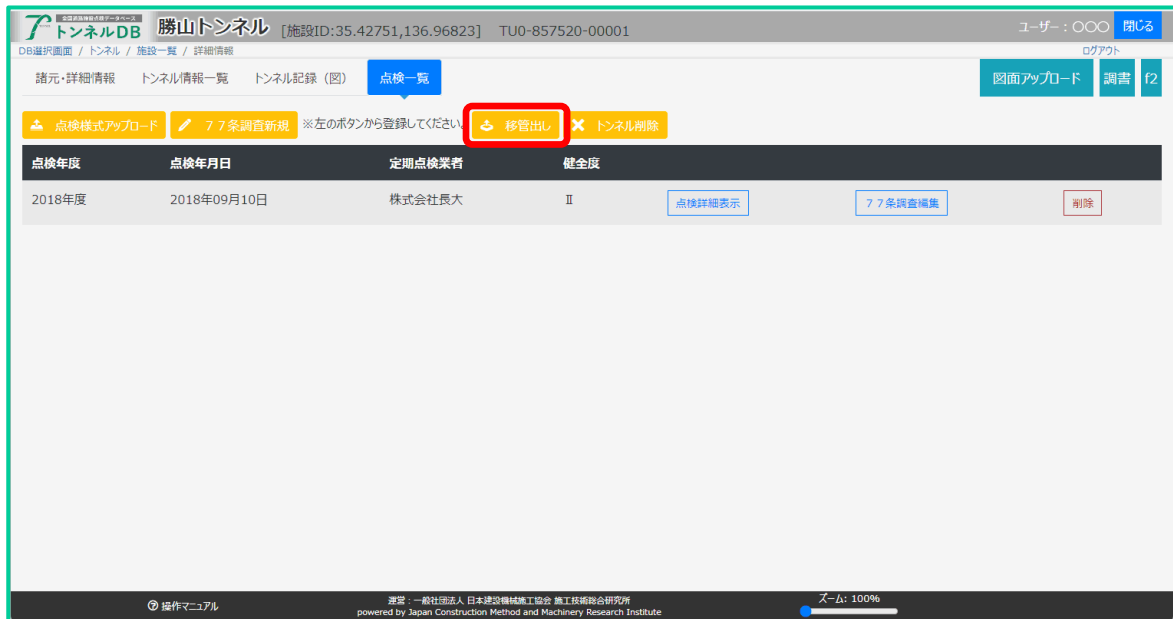 全国道路施設点検データベース
トンネルDB 勝山トンネル [施設ID:35.42751,136.96823] TU0-857520-00001 ユーザー：〇〇〇 閉じる
DB選択画面 / トンネル / 施設一覧 / 詳細情報 ログアウト
諸元・詳細情報 トンネル情報一覧 トンネル記録（図） 点検一覧 図面アップロード 調書 f2
点検様式アップロード ７７条調査新規 ※左のボタンから登録してください。 移管出し トンネル削除
点検年度 点検年月日 定期点検業者 健全度
2018年度 2018年09月10日 株式会社長大 Ⅱ 点検詳細表示 ７７条調査編集 削除
操作マニュアル 運営：一般社団法人 日本建設機械施工協会 施工技術総合研究所 ズーム: 100%
powered by Japan Construction Method and Machinery Research Institute